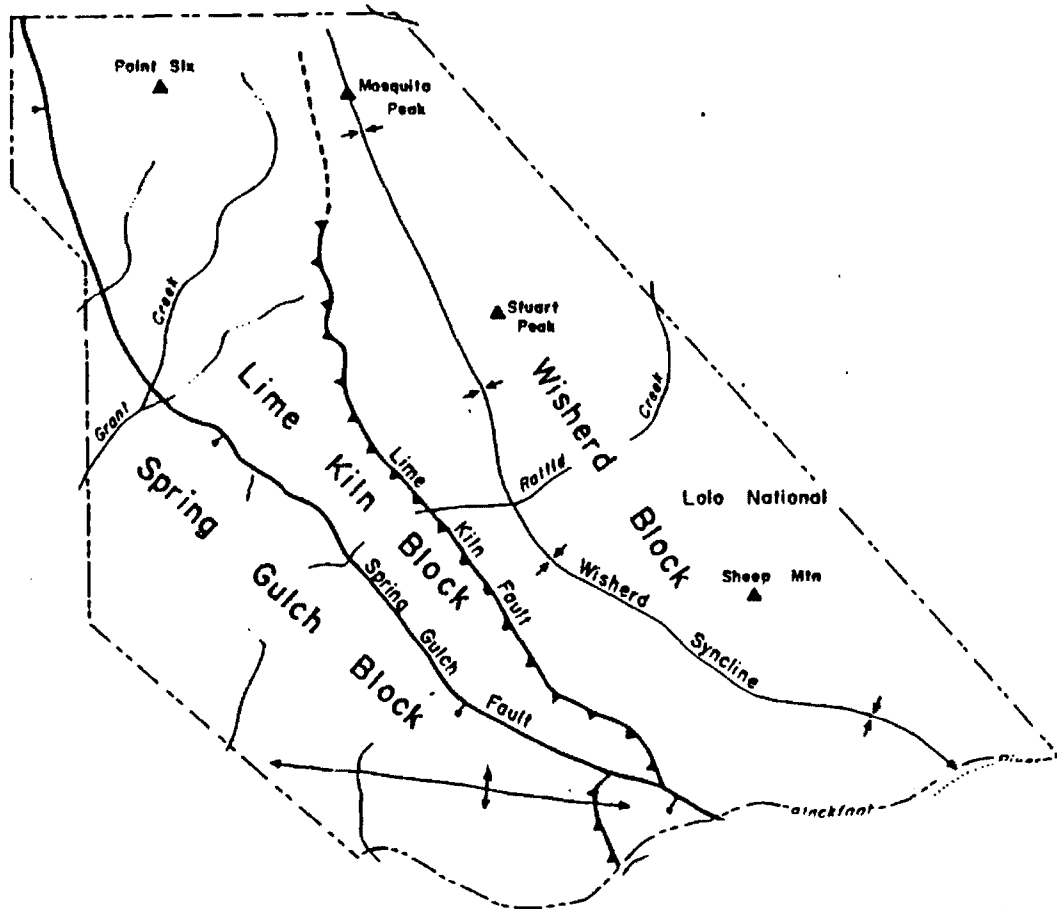 Point Six
Mosquito
Peak
Creek
Stuart
Peak
Grant
Lime
Kiln
Block
Wisherd
Block
Creek
Rattle
Lime
Kiln
Fault
Lolo National
Sheep Mtn
Spring
Gulch
Block
Spring
Gulch
Fault
Wisherd
Syncline
River
Blackfoot